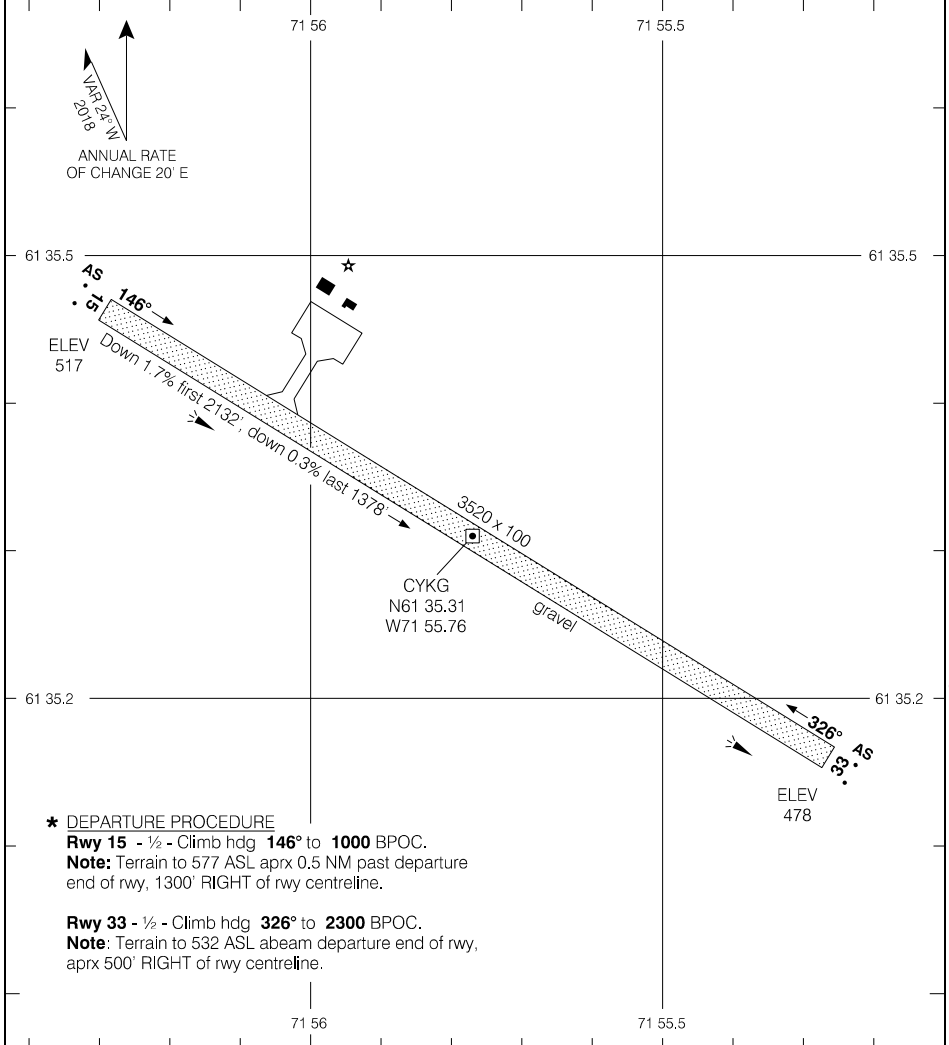 71 56
71 55.5
VAR 24° W
2018
ANNUAL RATE
OF CHANGE 20' E
61 35.5
61 35.5
AS
15
146°
ELEV
517
Down 1.7% first 2132', down 0.3% last 1378'
3520 x 100
CYKG
N61 35.31
W71 55.76
gravel
61 35.2
61 35.2
326°
AS
33
ELEV
478
* DEPARTURE PROCEDURE
Rwy 15 - ½ - Climb hdg 146° to 1000 BPOC.
Note: Terrain to 577 ASL aprx 0.5 NM past departure
end of rwy, 1300' RIGHT of rwy centreline.
Rwy 33 - ½ - Climb hdg 326° to 2300 BPOC.
Note: Terrain to 532 ASL abeam departure end of rwy,
aprx 500' RIGHT of rwy centreline.
71 56
71 55.5